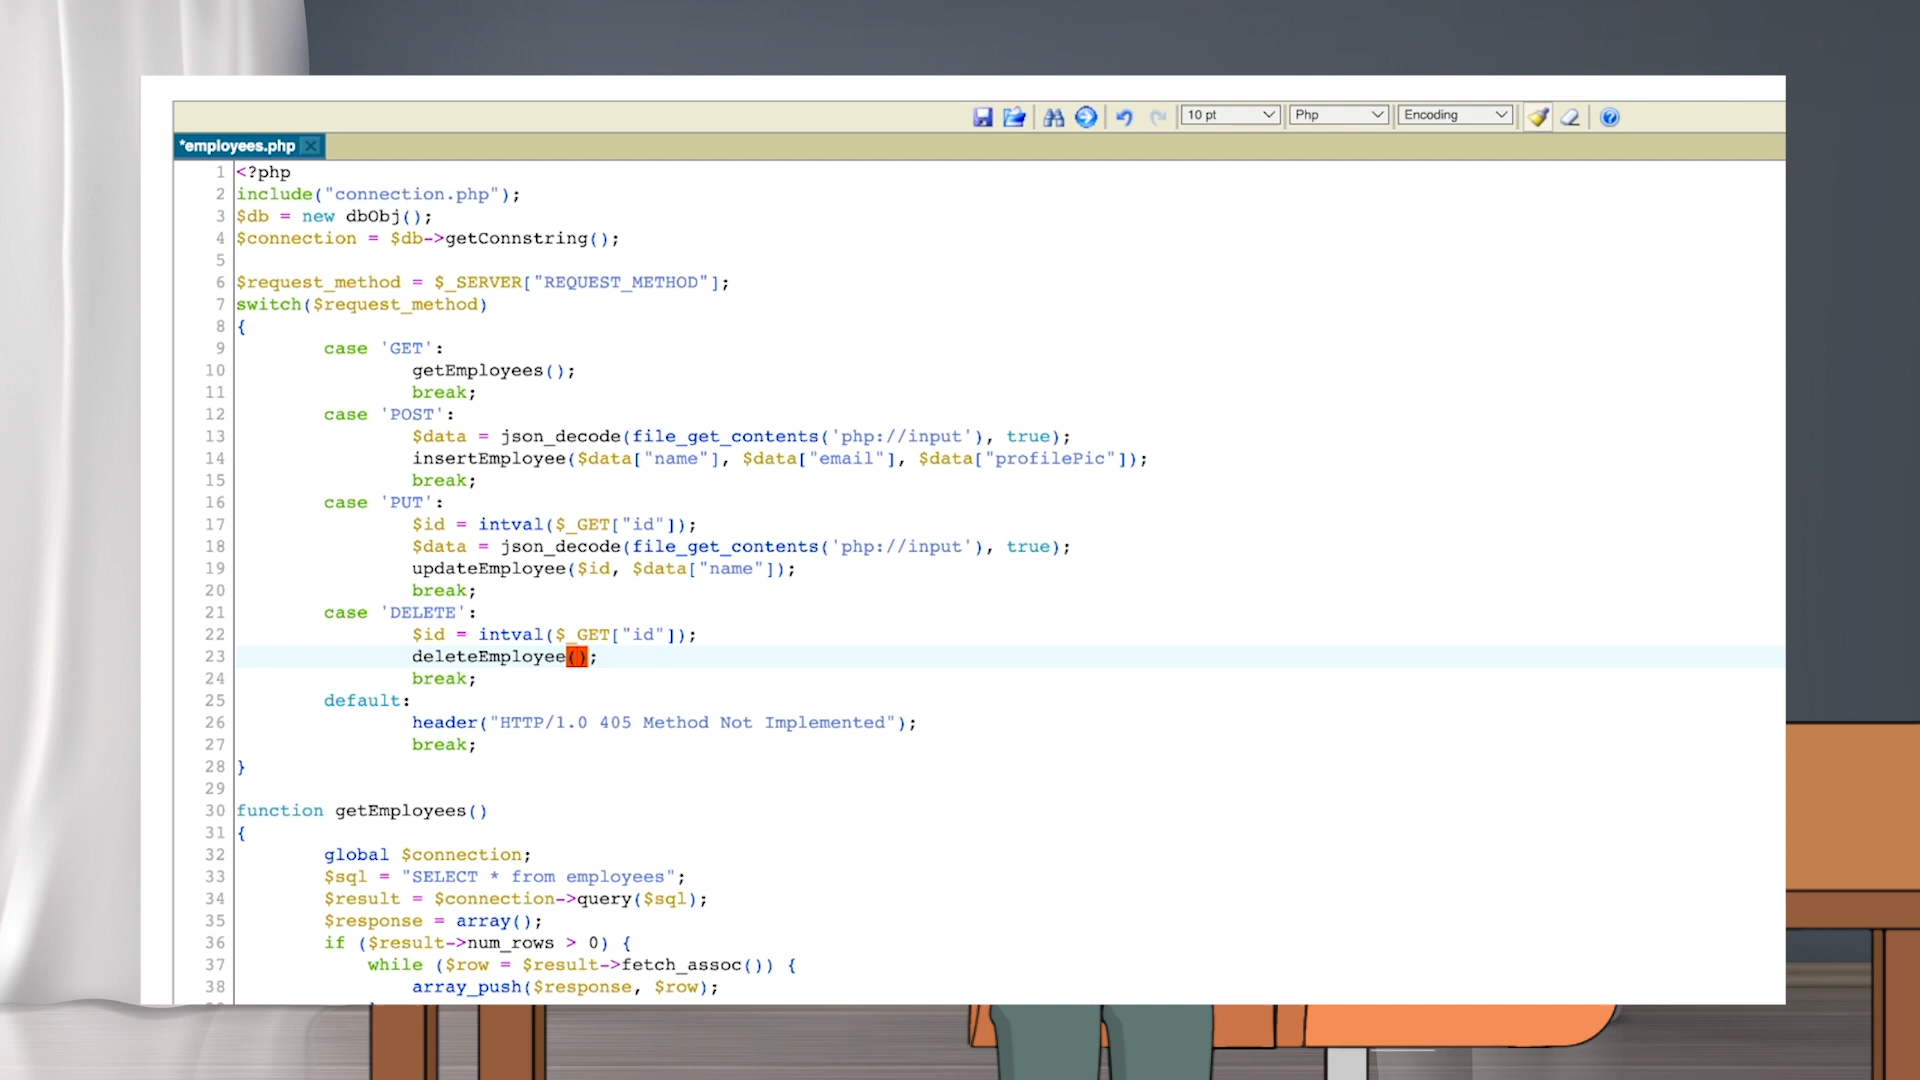 10 pt Php Encoding
*employees.php
1 <?php
2 include("connection.php");
3 $db = new dbObj();
4 $connection = $db->getConnstring();
5
6 $request_method = $_SERVER["REQUEST_METHOD"];
7 switch($request_method)
8 {
9 case 'GET':
10 getEmployees();
11 break;
12 case 'POST':
13 $data = json_decode(file_get_contents('php://input'), true);
14 insertEmployee($data["name"], $data["email"], $data["profilePic"]);
15 break;
16 case 'PUT':
17 $id = intval($_GET["id"]);
18 $data = json_decode(file_get_contents('php://input'), true);
19 updateEmployee($id, $data["name"]);
20 break;
21 case 'DELETE':
22 $id = intval($_GET["id"]);
23 deleteEmployee();
24 break;
25 default:
26 header("HTTP/1.0 405 Method Not Implemented");
27 break;
28 }
29
30 function getEmployees()
31 {
32 global $connection;
33 $sql = "SELECT * from employees";
34 $result = $connection->query($sql);
35 $response = array();
36 if ($result->num_rows > 0) {
37 while ($row = $result->fetch_assoc()) {
38 array_push($response, $row);